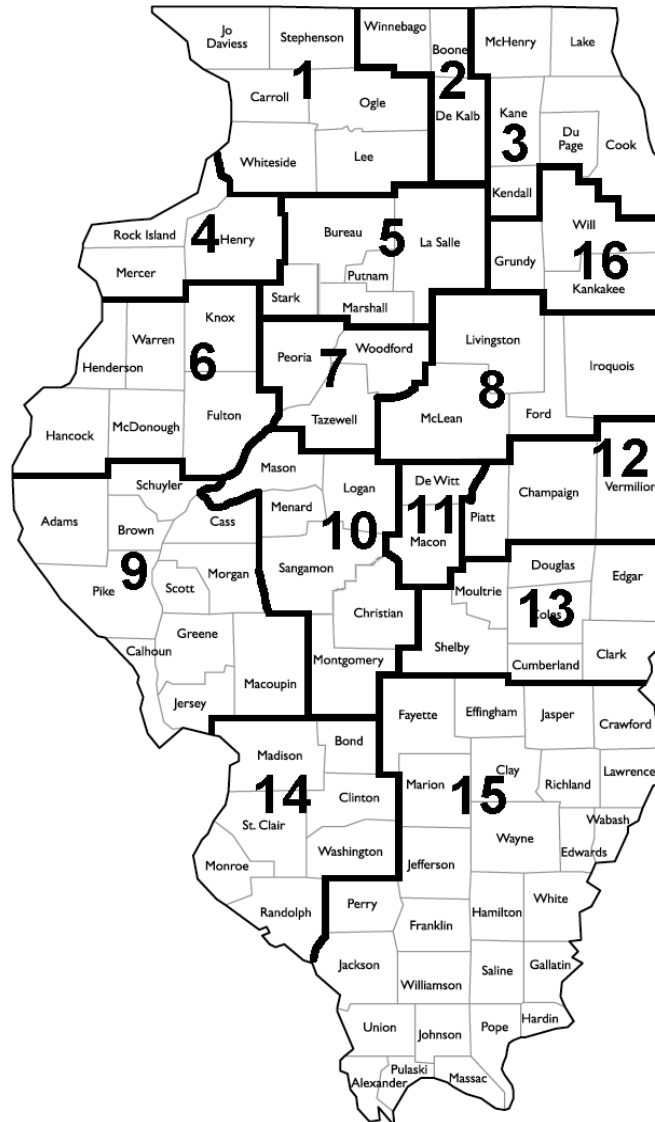 Jo
Daviess
Stephenson
Winnebago
Boone
McHenry
Lake
1
2
Carroll
Ogle
De Kalb
Kane
3
Du
Page
Cook
Whiteside
Lee
Kendall
Rock Island
4
Henry
Bureau
5
La Salle
Will
16
Mercer
Putnam
Grundy
Kankakee
Stark
Marshall
Knox
Warren
Henderson
6
Peoria
7
Woodford
Livingston
8
Iroquois
Hancock
McDonough
Fulton
Tazewell
McLean
Ford
Mason
Logan
De Witt
12
Schuyler
Menard
11
Champaign
Vermilion
Adams
Brown
Cass
10
Macon
Piatt
9
Pike
Scott
Morgan
Sangamon
Douglas
Edgar
Moultrie
13
Coles
Greene
Christian
Calhoun
Shelby
Cumberland
Clark
Jersey
Macoupin
Montgomery
Fayette
Effingham
Jasper
Crawford
Madison
Bond
14
Clinton
Marion
15
Clay
Richland
Lawrence
St. Clair
Wayne
Wabash
Edwards
Monroe
Washington
Jefferson
Randolph
Perry
Franklin
Hamilton
White
Jackson
Williamson
Saline
Gallatin
Union
Johnson
Pope
Hardin
Alexander
Pulaski
Massac